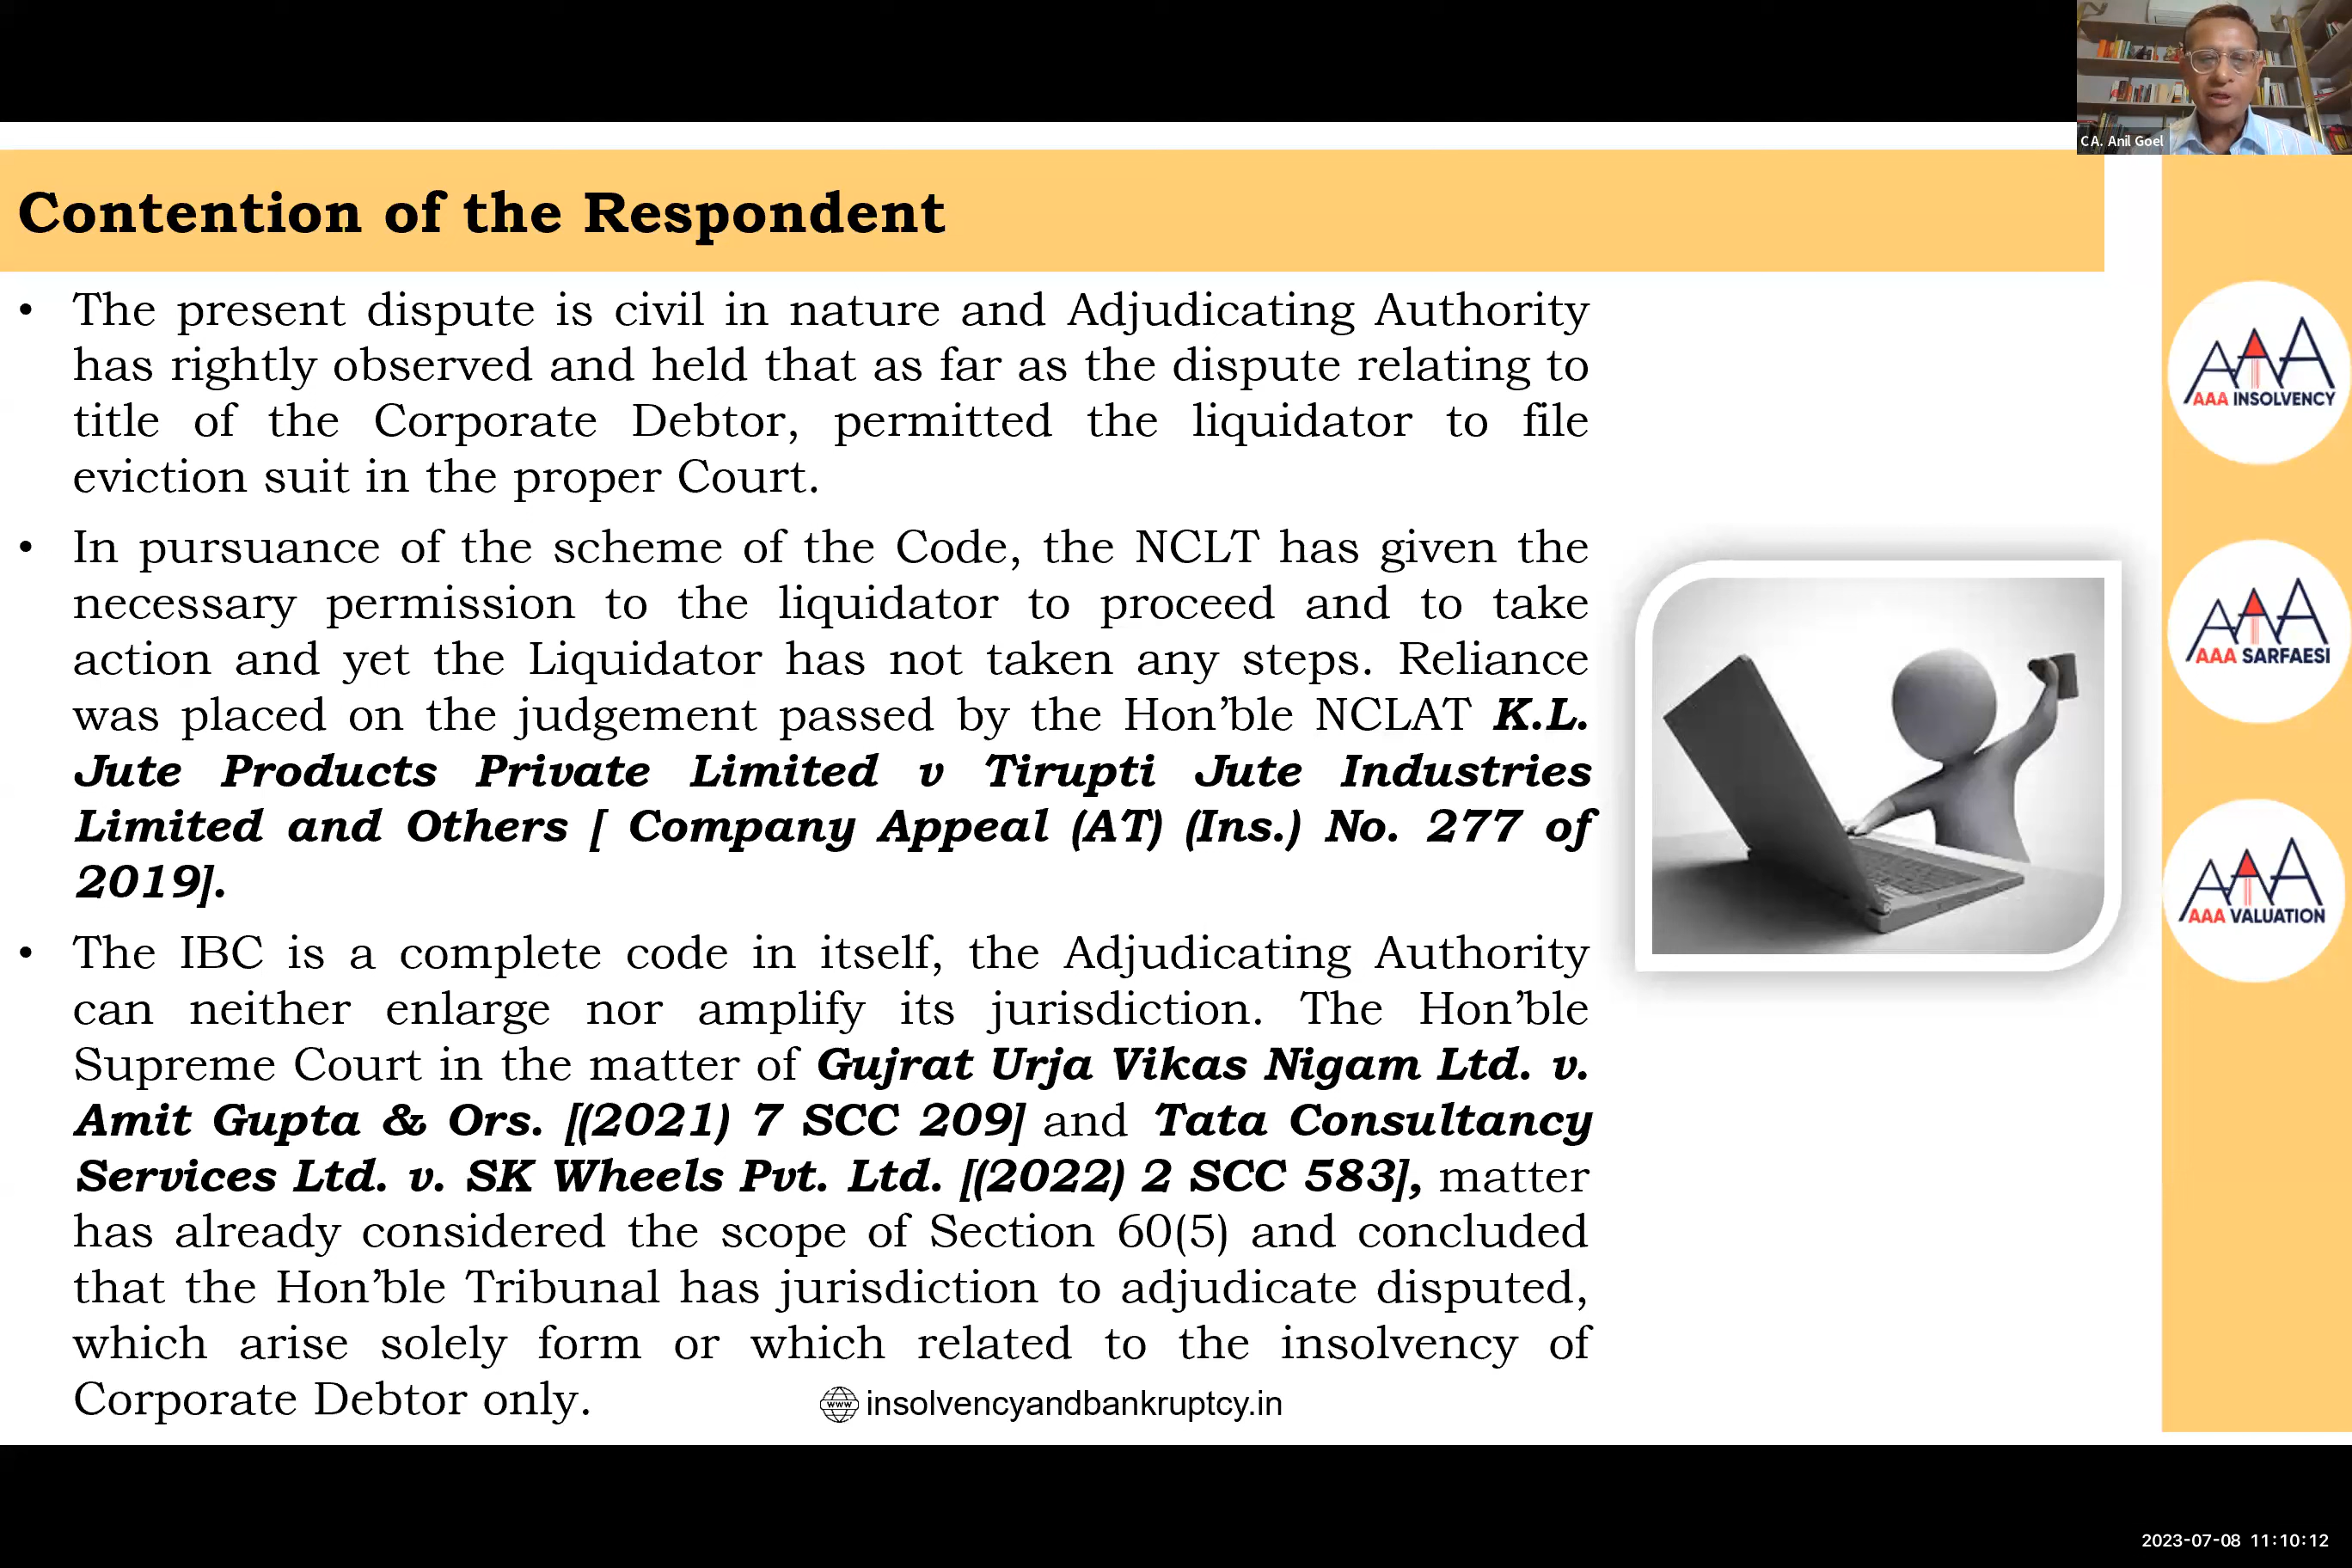 CA. Anil Goel
Contention of the Respondent
• The present dispute is civil in nature and Adjudicating Authority
has rightly observed and held that as far as the dispute relating to
title of the Corporate Debtor, permitted the liquidator to file
eviction suit in the proper Court.
• In pursuance of the scheme of the Code, the NCLT has given the
necessary permission to the liquidator to proceed and to take
action and yet the Liquidator has not taken any steps. Reliance
was placed on the judgement passed by the Hon’ble NCLAT K.L.
Jute Products Private Limited v Tirupti Jute Industries
Limited and Others [ Company Appeal (AT) (Ins.) No. 277 of
2019].
• The IBC is a complete code in itself, the Adjudicating Authority
can neither enlarge nor amplify its jurisdiction. The Hon’ble
Supreme Court in the matter of Gujrat Urja Vikas Nigam Ltd. v.
Amit Gupta & Ors. [(2021) 7 SCC 209] and Tata Consultancy
Services Ltd. v. SK Wheels Pvt. Ltd. [(2022) 2 SCC 583], matter
has already considered the scope of Section 60(5) and concluded
that the Hon’ble Tribunal has jurisdiction to adjudicate disputed,
which arise solely form or which related to the insolvency of
Corporate Debtor only.
www insolvencyandbankruptcy.in
AAA
AAA INSOLVENCY
AAA
AAA SARFAESI
AAA
AAA VALUATION
2023-07-08 11:10:12